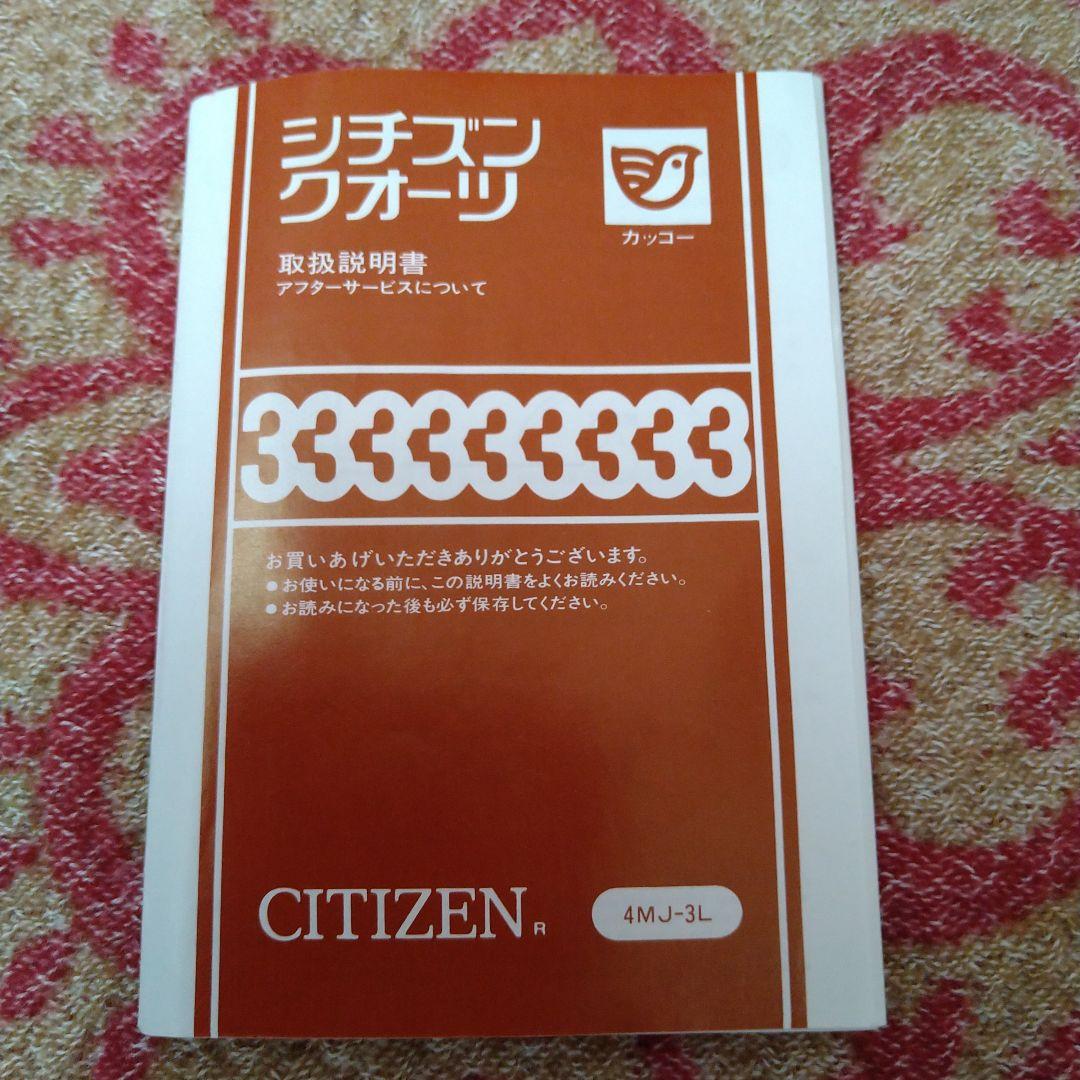 シチズン
クオーツ
カッコー
取扱説明書
アフターサービスについて
333333333
お買いあげいただきありがとうございます。
●お使いになる前に、この説明書をよくお読みください。
●お読みになった後も必ず保存してください。
CITIZEN R
4MJ-3L